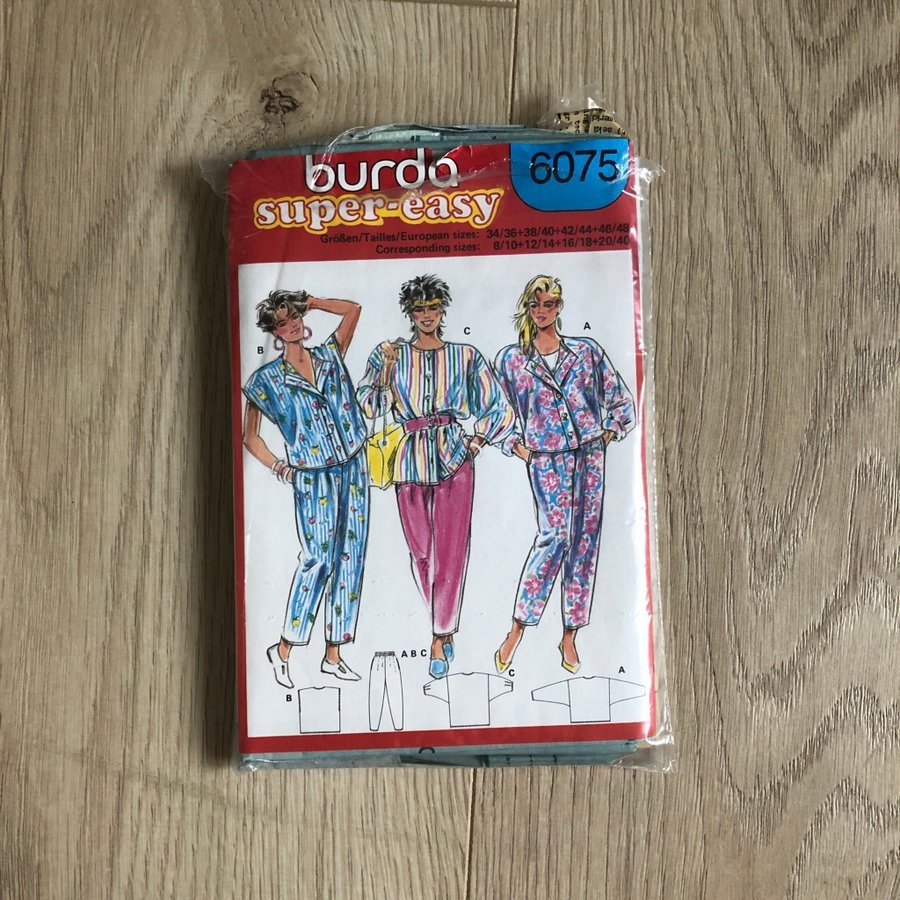 burda
6075
super-easy
Größen/Tailles/European sizes: 34/36+38/40+42/44+46/48
Corresponding sizes: 8/10+12/14+16/18+20/40
B
C
A
A B C
B
C
A